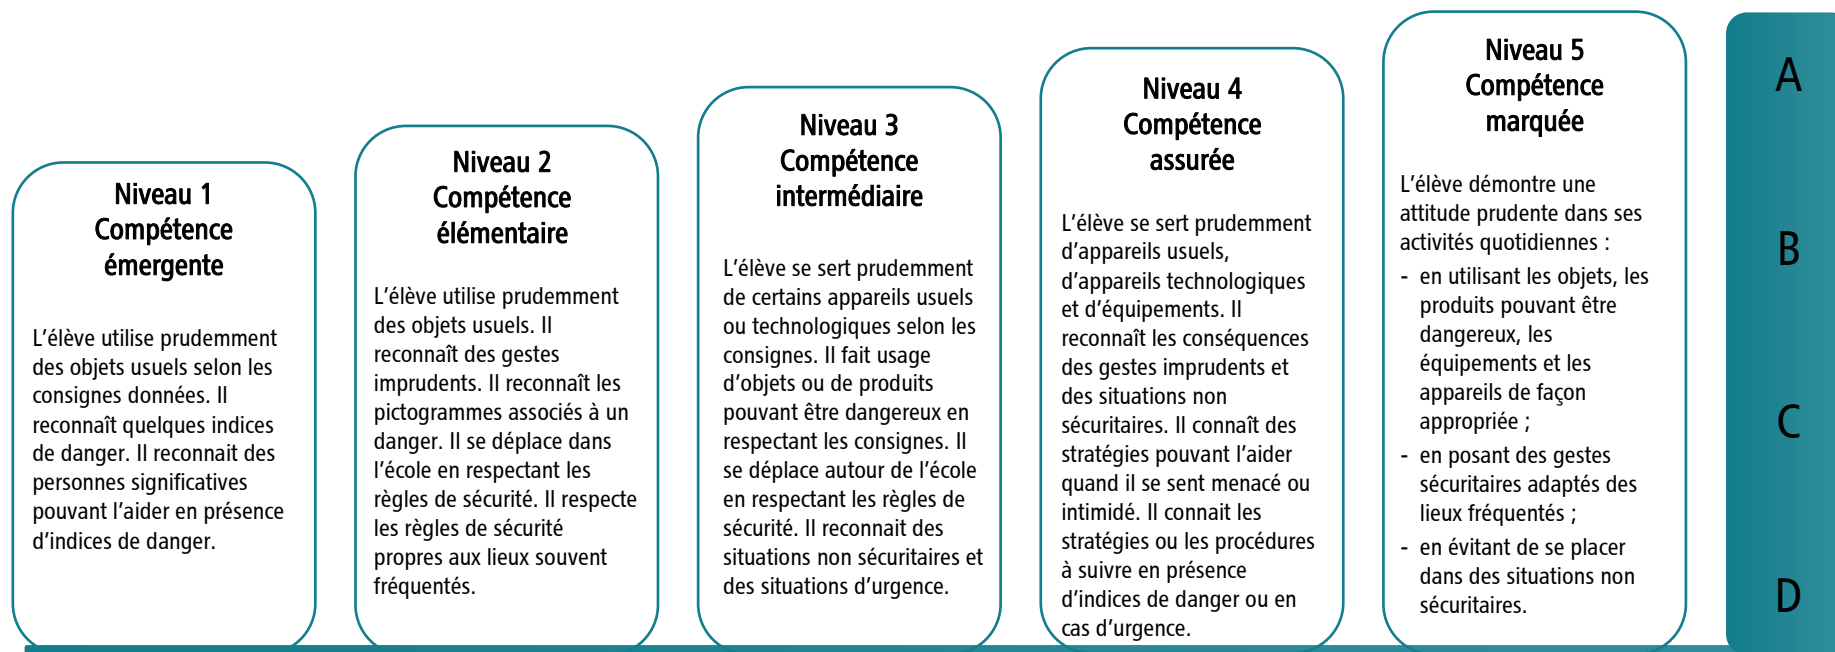 Niveau 1
Compétence
émergente
L'élève utilise prudemment
des objets usuels selon les
consignes données. Il
reconnaît quelques indices
de danger. Il reconnait des
personnes significatives
pouvant l'aider en présence
d'indices de danger.
Niveau 2
Compétence
élémentaire
L'élève utilise prudemment
des objets usuels. Il
reconnaît des gestes
imprudents. Il reconnaît les
pictogrammes associés à un
danger. Il se déplace dans
l'école en respectant les
règles de sécurité. Il respecte
les règles de sécurité
propres aux lieux souvent
fréquentés.
Niveau 3
Compétence
intermédiaire
L'élève se sert prudemment
de certains appareils usuels
ou technologiques selon les
consignes. Il fait usage
d'objets ou de produits
pouvant être dangereux en
respectant les consignes. Il
se déplace autour de l'école
en respectant les règles de
sécurité. Il reconnait des
situations non sécuritaires et
des situations d'urgence.
Niveau 4
Compétence
assurée
L'élève se sert prudemment
d'appareils usuels,
d'appareils technologiques
et d'équipements. Il
reconnaît les conséquences
des gestes imprudents et
des situations non
sécuritaires. Il connaît des
stratégies pouvant l'aider
quand il se sent menacé ou
intimidé. Il connait les
stratégies ou les procédures
à suivre en présence
d'indices de danger ou en
cas d'urgence.
Niveau 5
Compétence
marquée
L'élève démontre une
attitude prudente dans ses
activités quotidiennes :
- en utilisant les objets, les
produits pouvant être
dangereux, les
équipements et les
appareils de façon
appropriée ;
- en posant des gestes
sécuritaires adaptés des
lieux fréquentés ;
- en évitant de se placer
dans des situations non
sécuritaires.
A
B
C
D